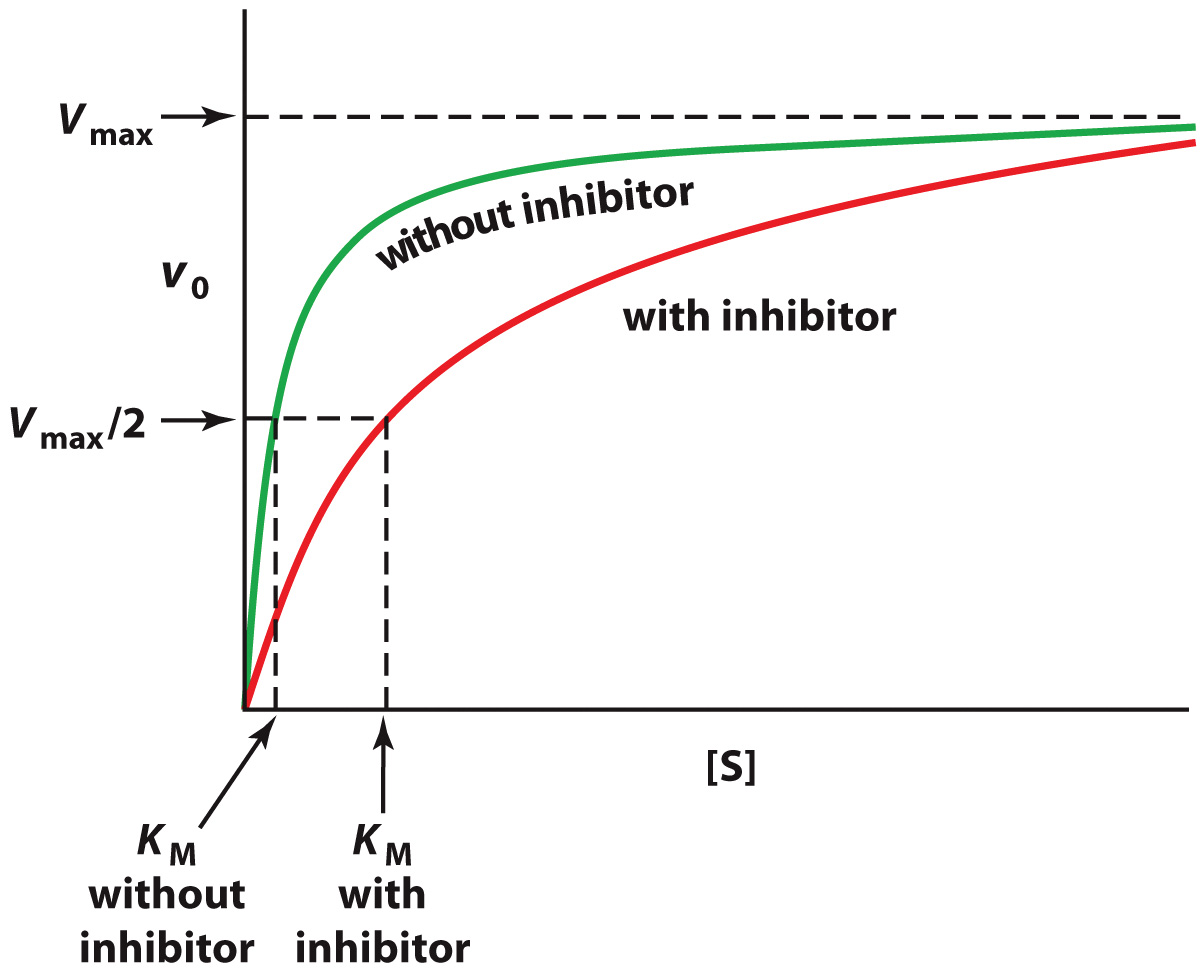 Vmax
without inhibitor
v0
with inhibitor
Vmax/2
[S]
KM
without
inhibitor
KM
with
inhibitor